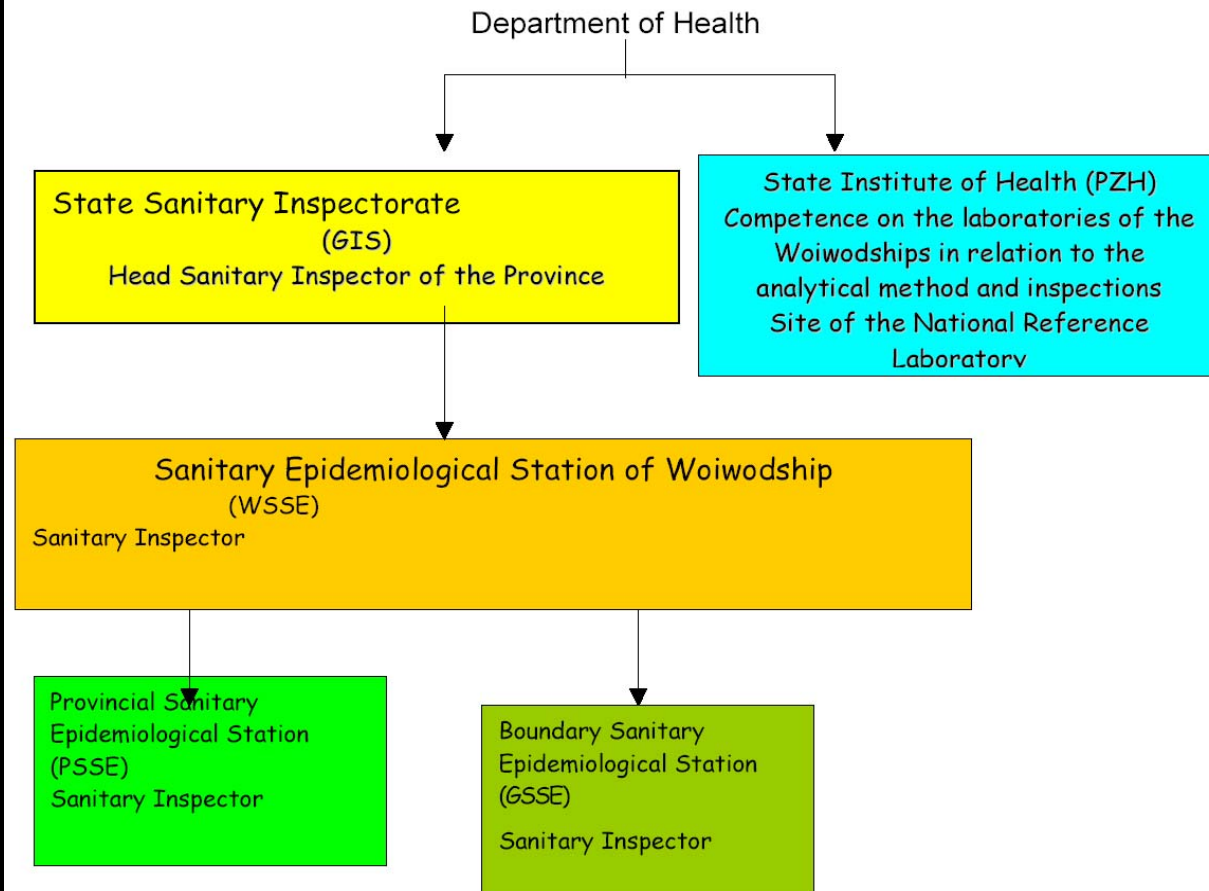 Department of Health
State Sanitary Inspectorate
(GIS)
Head Sanitary Inspector of the Province
State Institute of Health (PZH)
Competence on the laboratories of the
Woiwodships in relation to the
analytical method and inspections
Site of the National Reference
Laboratory
Sanitary Epidemiological Station of Woiwodship
(WSSE)
Sanitary Inspector
Provincial Sanitary
Epidemiological Station
(PSSE)
Sanitary Inspector
Boundary Sanitary
Epidemiological Station
(GSSE)
Sanitary Inspector